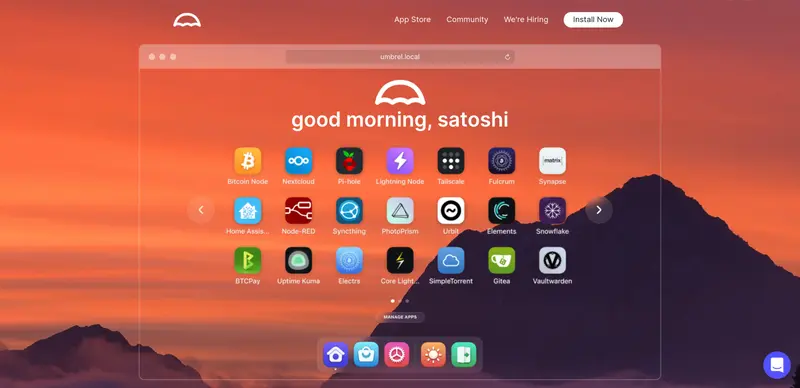 App Store Community We're Hiring Install Now
umbrel.local
good morning, satoshi
Bitcoin Node Nextcloud Pi-hole Lightning Node Tailscale Fulcrum Synapse
[matrix]
Home Assis... Node-RED Syncthing PhotoPrism Urbit Elements Snowflake
BTCPay Uptime Kuma Electrs Core Light... SimpleTorrent Gitea Vaultwarden
MANAGE APPS